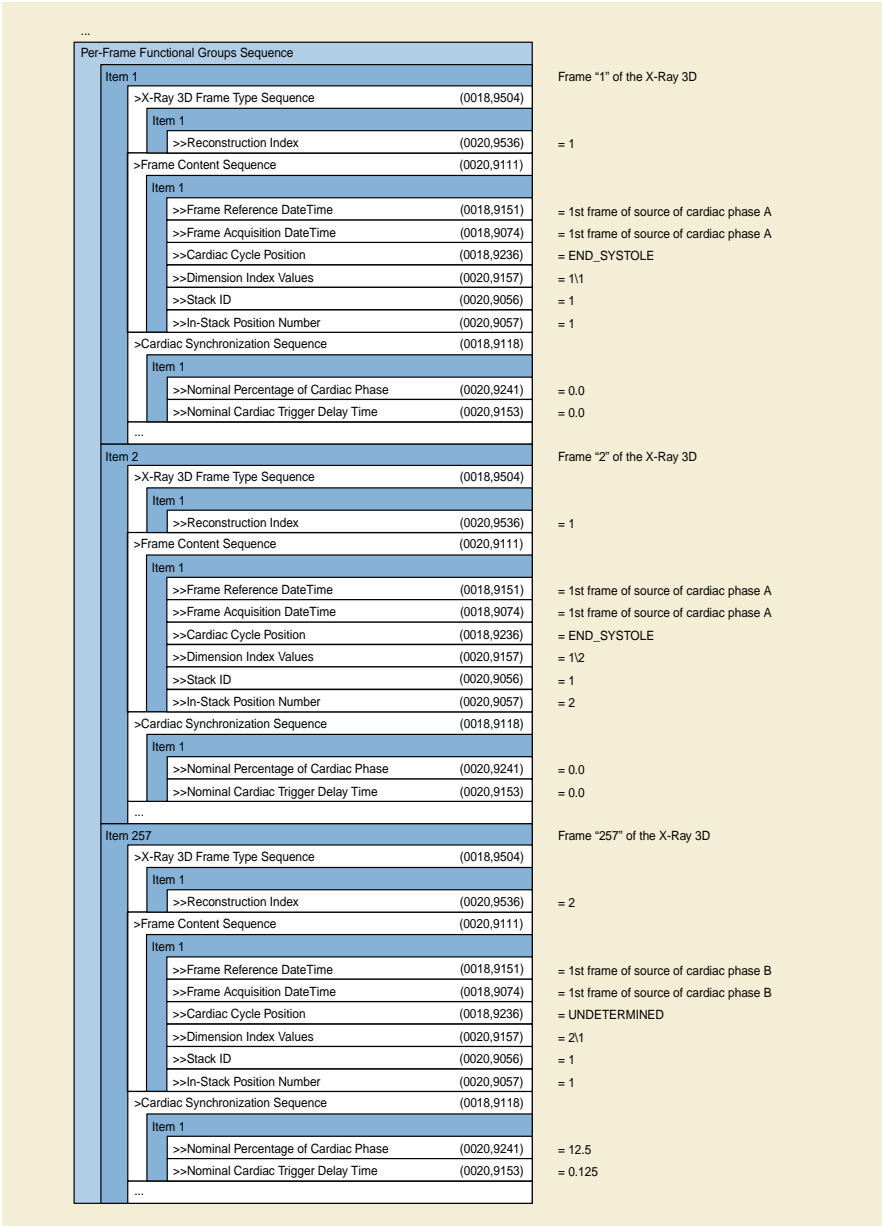 ...
Per-Frame Functional Groups Sequence
Item 1 Frame “1” of the X-Ray 3D
>X-Ray 3D Frame Type Sequence (0018,9504)
Item 1
>>Reconstruction Index (0020,9536) = 1
>Frame Content Sequence (0020,9111)
Item 1
>>Frame Reference DateTime (0018,9151) = 1st frame of source of cardiac phase A
>>Frame Acquisition DateTime (0018,9074) = 1st frame of source of cardiac phase A
>>Cardiac Cycle Position (0018,9236) = END_SYSTOLE
>>Dimension Index Values (0020,9157) = 1\1
>>Stack ID (0020,9056) = 1
>>In-Stack Position Number (0020,9057) = 1
>Cardiac Synchronization Sequence (0018,9118)
Item 1
>>Nominal Percentage of Cardiac Phase (0020,9241) = 0.0
>>Nominal Cardiac Trigger Delay Time (0020,9153) = 0.0
...
Item 2 Frame “2” of the X-Ray 3D
>X-Ray 3D Frame Type Sequence (0018,9504)
Item 1
>>Reconstruction Index (0020,9536) = 1
>Frame Content Sequence (0020,9111)
Item 1
>>Frame Reference DateTime (0018,9151) = 1st frame of source of cardiac phase A
>>Frame Acquisition DateTime (0018,9074) = 1st frame of source of cardiac phase A
>>Cardiac Cycle Position (0018,9236) = END_SYSTOLE
>>Dimension Index Values (0020,9157) = 1\2
>>Stack ID (0020,9056) = 1
>>In-Stack Position Number (0020,9057) = 2
>Cardiac Synchronization Sequence (0018,9118)
Item 1
>>Nominal Percentage of Cardiac Phase (0020,9241) = 0.0
>>Nominal Cardiac Trigger Delay Time (0020,9153) = 0.0
...
Item 257 Frame “257” of the X-Ray 3D
>X-Ray 3D Frame Type Sequence (0018,9504)
Item 1
>>Reconstruction Index (0020,9536) = 2
>Frame Content Sequence (0020,9111)
Item 1
>>Frame Reference DateTime (0018,9151) = 1st frame of source of cardiac phase B
>>Frame Acquisition DateTime (0018,9074) = 1st frame of source of cardiac phase B
>>Cardiac Cycle Position (0018,9236) = UNDETERMINED
>>Dimension Index Values (0020,9157) = 2\1
>>Stack ID (0020,9056) = 1
>>In-Stack Position Number (0020,9057) = 1
>Cardiac Synchronization Sequence (0018,9118)
Item 1
>>Nominal Percentage of Cardiac Phase (0020,9241) = 12.5
>>Nominal Cardiac Trigger Delay Time (0020,9153) = 0.125
...